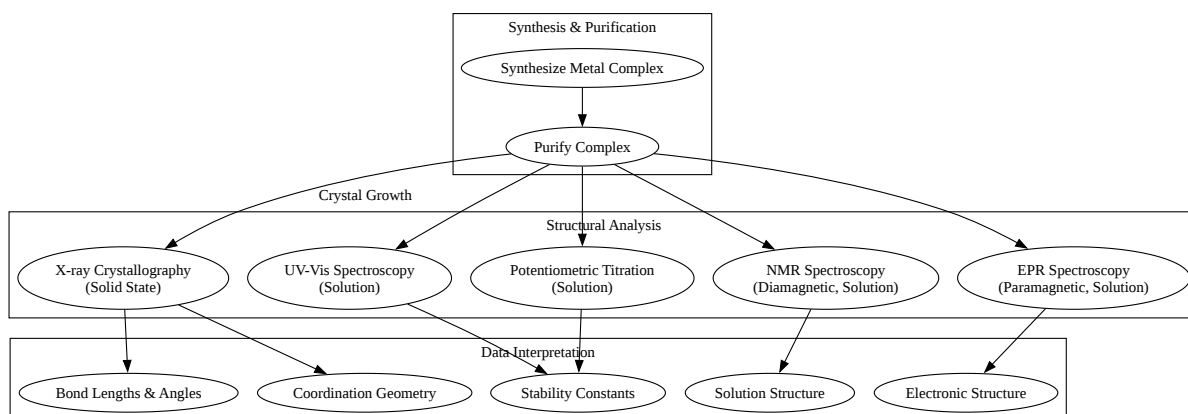 Synthesis & Purification
Synthesize Metal Complex
Purify Complex
Crystal Growth
Structural Analysis
X-ray Crystallography
(Solid State)
UV-Vis Spectroscopy
(Solution)
Potentiometric Titration
(Solution)
NMR Spectroscopy
(Diamagnetic, Solution)
EPR Spectroscopy
(Paramagnetic, Solution)
Data Interpretation
Bond Lengths & Angles
Coordination Geometry
Stability Constants
Solution Structure
Electronic Structure